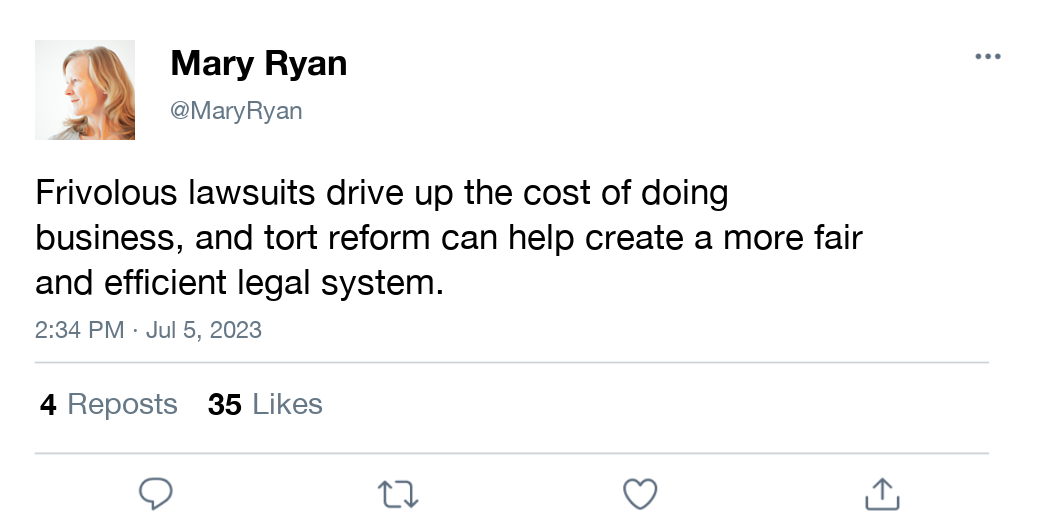 Mary Ryan
@MaryRyan
Frivolous lawsuits drive up the cost of doing
business, and tort reform can help create a more fair
and efficient legal system.
2:34 PM · Jul 5, 2023
4 Reposts 35 Likes